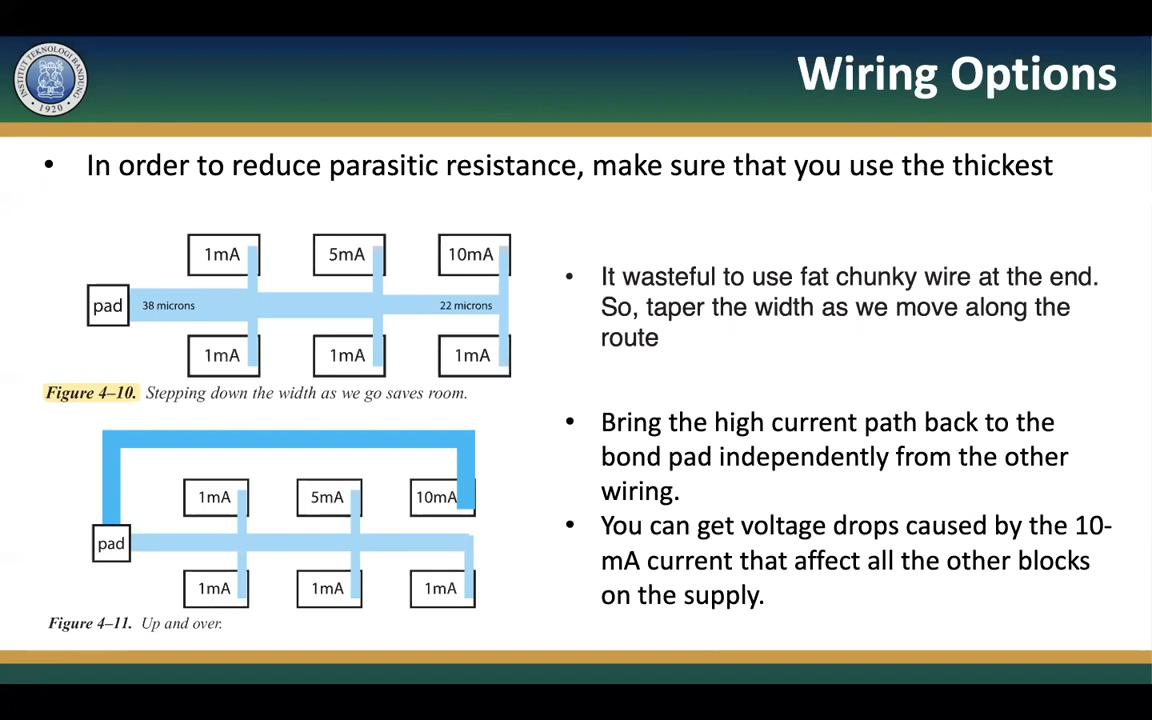 INSTITUT TEKNOLOGI BANDUNG
• 1920 •
Wiring Options
• In order to reduce parasitic resistance, make sure that you use the thickest
1mA 5mA 10mA
pad 38 microns 22 microns
1mA 1mA 1mA
Figure 4–10. Stepping down the width as we go saves room.
• It wasteful to use fat chunky wire at the end.
So, taper the width as we move along the
route
1mA 5mA 10mA
pad
1mA 1mA 1mA
Figure 4–11. Up and over.
• Bring the high current path back to the
bond pad independently from the other
wiring.
• You can get voltage drops caused by the 10-
mA current that affect all the other blocks
on the supply.